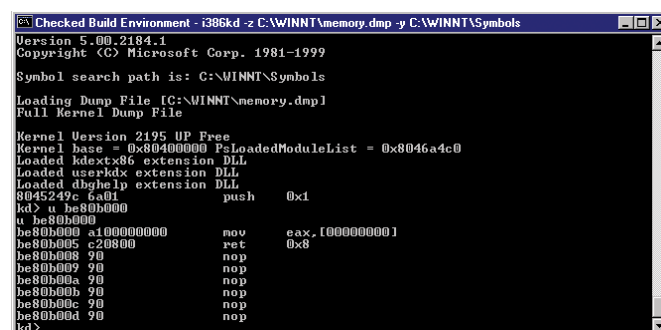 Checked Build Environment - i386kd -z C:\WINNT\memory.dmp -y C:\WINNT\Symbols
Version 5.00.2184.1
Copyright (C) Microsoft Corp. 1981-1999
Symbol search path is: C:\WINNT\Symbols
Loading Dump File [C:\WINNT\memory.dmp]
Full Kernel Dump File
Kernel Version 2195 UP Free
Kernel base = 0x80400000 PsLoadedModuleList = 0x8046a4c0
Loaded kdextx86 extension DLL
Loaded userkdx extension DLL
Loaded dbghelp extension DLL
8045249c 6a01 push 0x1
kd> u be80b000
u be80b000
be80b000 a100000000 mov eax,[00000000]
be80b005 c20800 ret 0x8
be80b008 90 nop
be80b009 90 nop
be80b00a 90 nop
be80b00b 90 nop
be80b00c 90 nop
be80b00d 90 nop
kd>